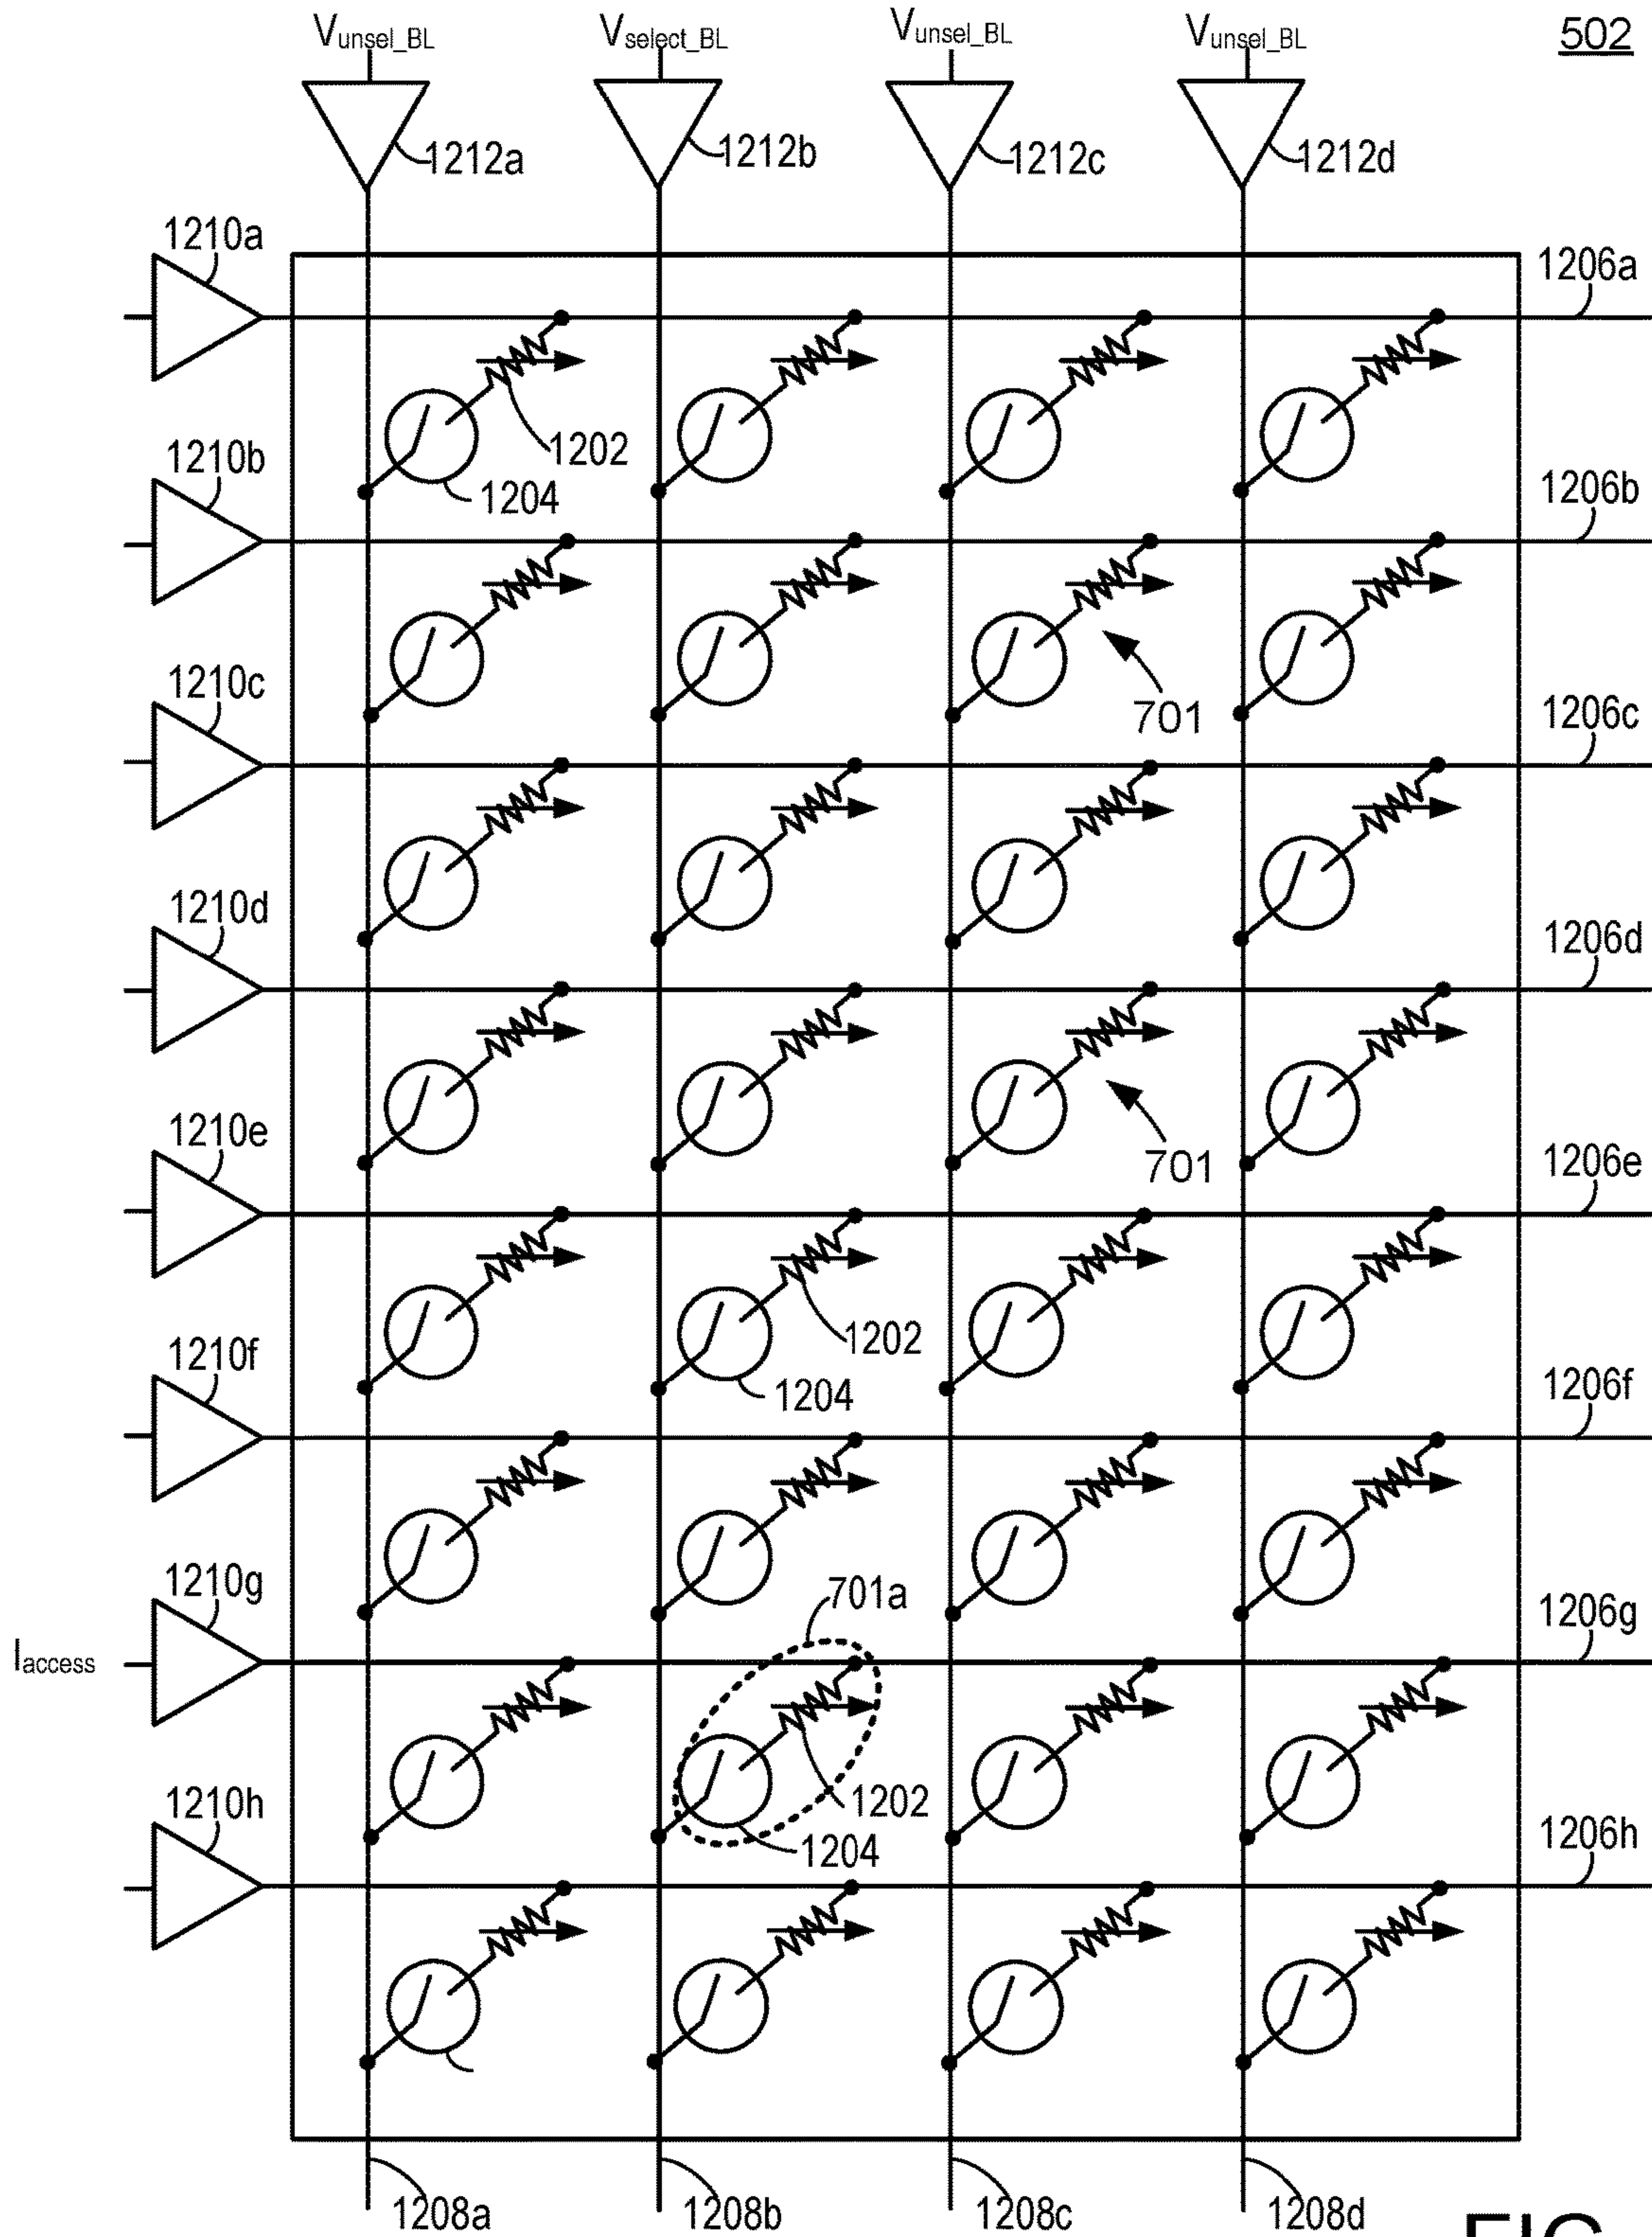 V_unsel_BL V_select_BL V_unsel_BL V_unsel_BL 502
1212a 1212b 1212c 1212d
1210a 1206a
1202
1204
1210b 1206b
1210c 701 1206c
1210d 1206d
1210e 701 1206e
1202
1204
1210f 1206f
1210g 701a 1206g
I_access
1202
1204
1210h 1206h
1208a 1208b 1208c 1208d